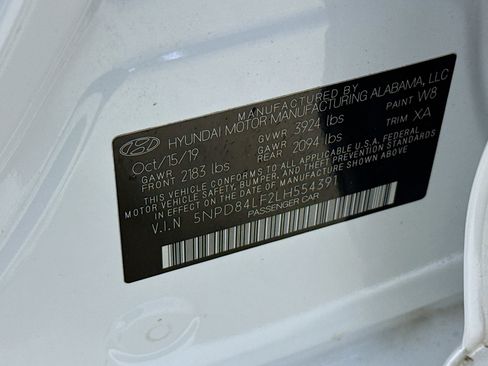 MANUFACTURED BY
HYUNDAI MOTOR MANUFACTURING ALABAMA, LLC
Oct/15/19 GVWR 3924 lbs PAINT W8
GAWR FRONT 2183 lbs GAWR REAR 2094 lbs TRIM XA
THIS VEHICLE CONFORMS TO ALL APPLICABLE U.S.A. FEDERAL
MOTOR VEHICLE SAFETY, BUMPER, AND THEFT PREVENTION STANDARDS
IN EFFECT ON THE DATE OF MANUFACTURE SHOWN ABOVE.
V.I.N 5NPD84LF2LH554391
PASSENGER CAR